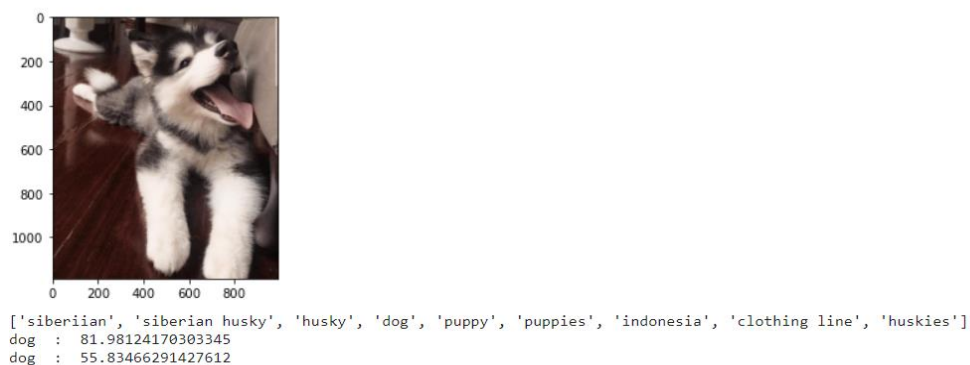 0
200
400
600
800
1000
0 200 400 600 800
['siberiian', 'siberian husky', 'husky', 'dog', 'puppy', 'puppies', 'indonesia', 'clothing line', 'huskies']
dog  :  81.98124170303345
dog  :  55.83466291427612